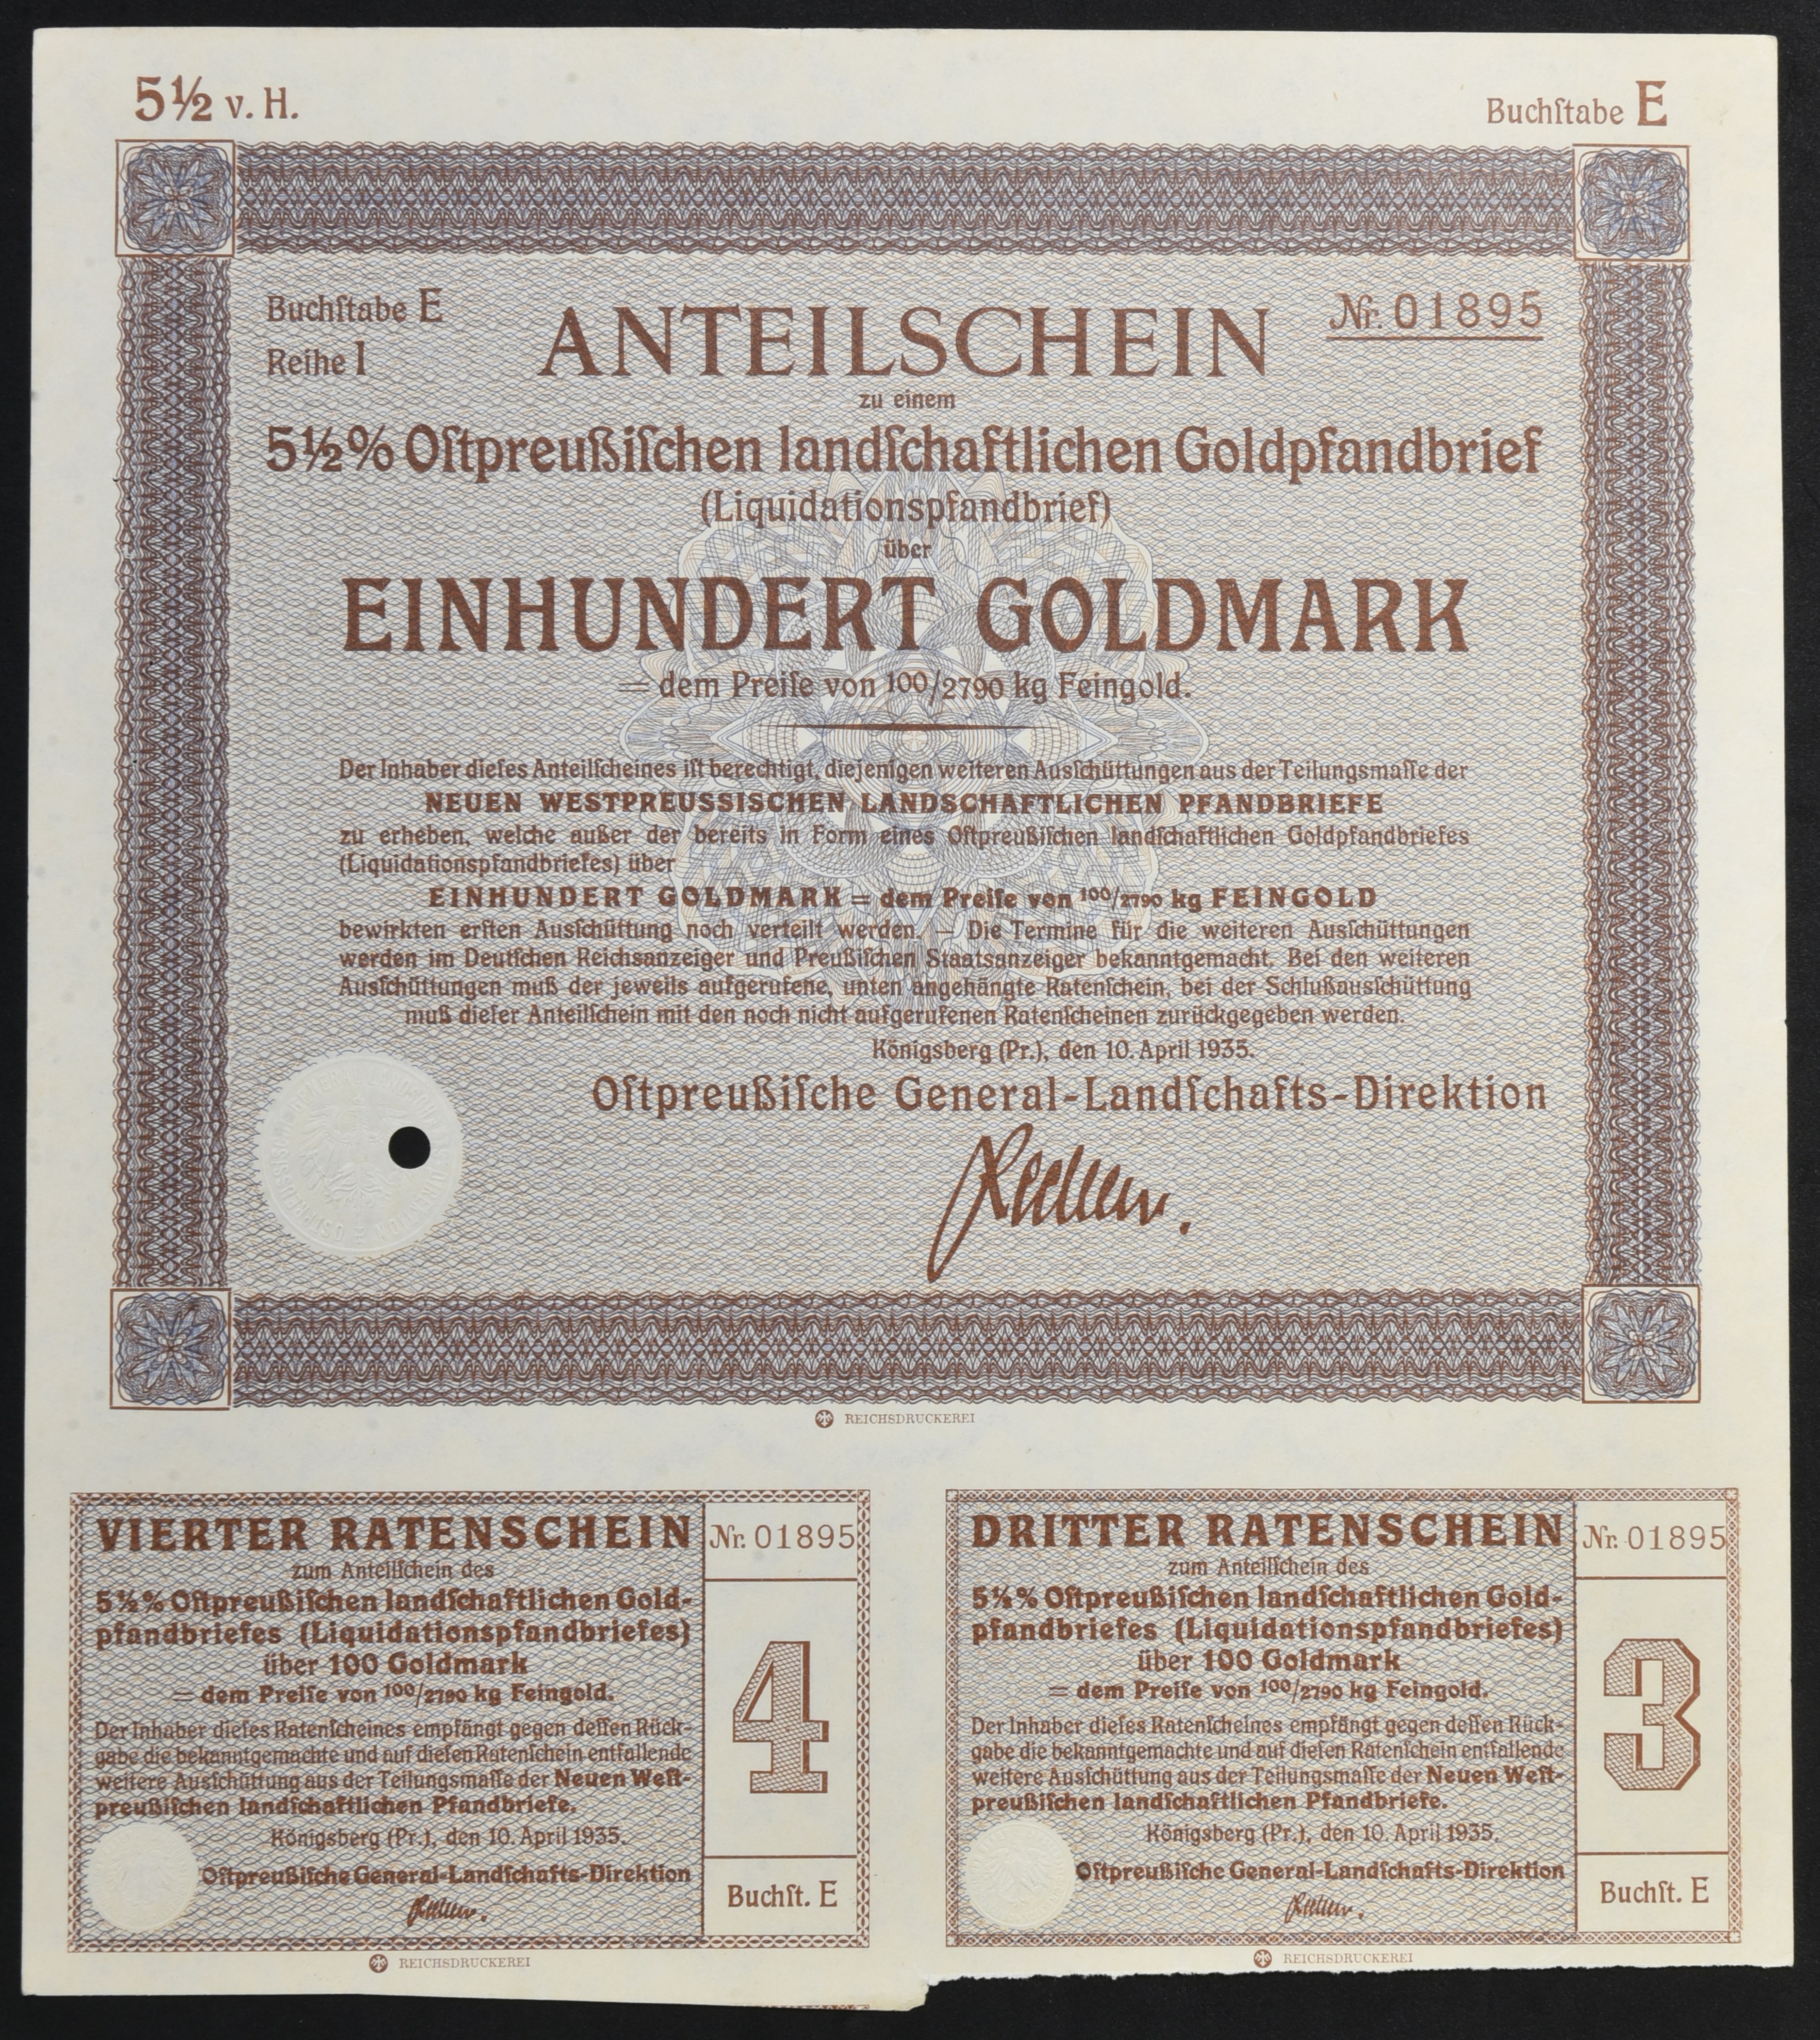 5½ v. H.
Buchſtabe E
Buchſtabe E
Reihe I
ANTEILSCHEIN
Nr. 01895
zu einem
5½% Oſtpreußiſchen landſchaftlichen Goldpfandbrief
(Liquidationspfandbrief)
über
EINHUNDERT GOLDMARK
= dem Preiſe von 100/2790 kg Feingold.
Der Inhaber dieſes Anteilſcheines iſt berechtigt, diejenigen weiteren Ausſchüttungen aus der Teilungsmaſſe der
NEUEN WESTPREUSSISCHEN LANDSCHAFTLICHEN PFANDBRIEFE
zu erheben, welche außer der bereits in Form eines Oſtpreußiſchen landſchaftlichen Goldpfandbriefes
(Liquidationspfandbriefes) über
EINHUNDERT GOLDMARK = dem Preiſe von 100/2790 kg FEINGOLD
bewirkten erſten Ausſchüttung noch verteilt werden. — Die Termine für die weiteren Ausſchüttungen
werden im Deutſchen Reichsanzeiger und Preußiſchen Staatsanzeiger bekanntgemacht. Bei den weiteren
Ausſchüttungen muß der jeweils aufgerufene, unten angehängte Ratenſchein, bei der Schlußausſchüttung
muß dieſer Anteilſchein mit den noch nicht aufgerufenen Ratenſcheinen zurückgegeben werden.
Königsberg (Pr.), den 10. April 1935.
Oſtpreußiſche General-Landſchafts-Direktion
REICHSDRUCKEREI
VIERTER RATENSCHEIN
Nr. 01895
zum Anteilſchein des
5½% Oſtpreußiſchen landſchaftlichen Gold-
pfandbriefes (Liquidationspfandbriefes)
über 100 Goldmark
= dem Preiſe von 100/2790 kg Feingold.
Der Inhaber dieſes Ratenſcheines empfängt gegen deſſen Rück-
gabe die bekanntgemachte und auf dieſen Ratenſchein entfallende
weitere Ausſchüttung aus der Teilungsmaſſe der Neuen Weſt-
preußiſchen landſchaftlichen Pfandbriefe.
Königsberg (Pr.), den 10. April 1935.
Oſtpreußiſche General-Landſchafts-Direktion
4
Buchſt. E
REICHSDRUCKEREI
DRITTER RATENSCHEIN
Nr. 01895
zum Anteilſchein des
5½% Oſtpreußiſchen landſchaftlichen Gold-
pfandbriefes (Liquidationspfandbriefes)
über 100 Goldmark
= dem Preiſe von 100/2790 kg Feingold.
Der Inhaber dieſes Ratenſcheines empfängt gegen deſſen Rück-
gabe die bekanntgemachte und auf dieſen Ratenſchein entfallende
weitere Ausſchüttung aus der Teilungsmaſſe der Neuen Weſt-
preußiſchen landſchaftlichen Pfandbriefe.
Königsberg (Pr.), den 10. April 1935.
Oſtpreußiſche General-Landſchafts-Direktion
3
Buchſt. E
REICHSDRUCKEREI